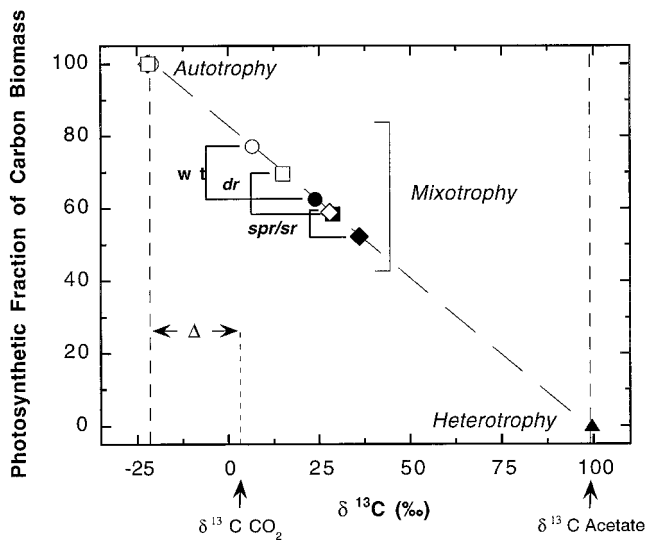 Photosynthetic Fraction of Carbon Biomass
100
80
60
40
20
0
Autotrophy
w t
dr
spr/sr
Mixotrophy
Δ
Heterotrophy
-25
0
25
50
75
100
δ ¹³C (‰)
δ ¹³ C CO₂
δ ¹³ C Acetate